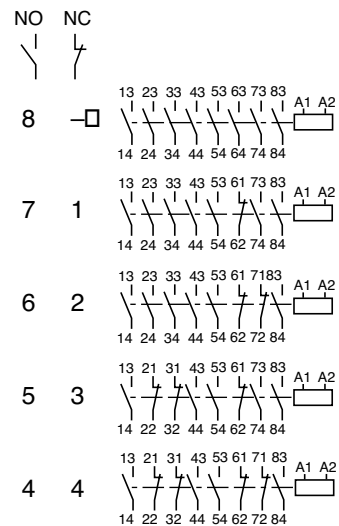 NO NC
13 23 33 43 53 63 73 83
A1 A2
8
14 24 34 44 54 64 74 84
13 23 33 43 53 61 73 83
A1 A2
7 1
14 24 34 44 54 62 74 84
13 23 33 43 53 61 71 83
A1 A2
6 2
14 24 34 44 54 62 72 84
13 21 31 43 53 61 73 83
A1 A2
5 3
14 22 32 44 54 62 74 84
13 21 31 43 53 61 71 83
A1 A2
4 4
14 22 32 44 54 62 72 84